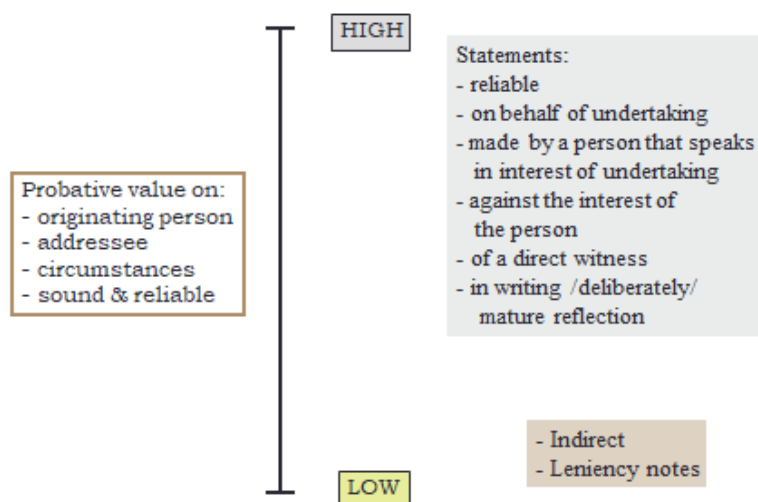 HIGH
Statements:
- reliable
- on behalf of undertaking
- made by a person that speaks
in interest of undertaking
- against the interest of
the person
- of a direct witness
- in writing /deliberately/
mature reflection
Probative value on:
- originating person
- addressee
- circumstances
- sound & reliable
- Indirect
- Leniency notes
LOW